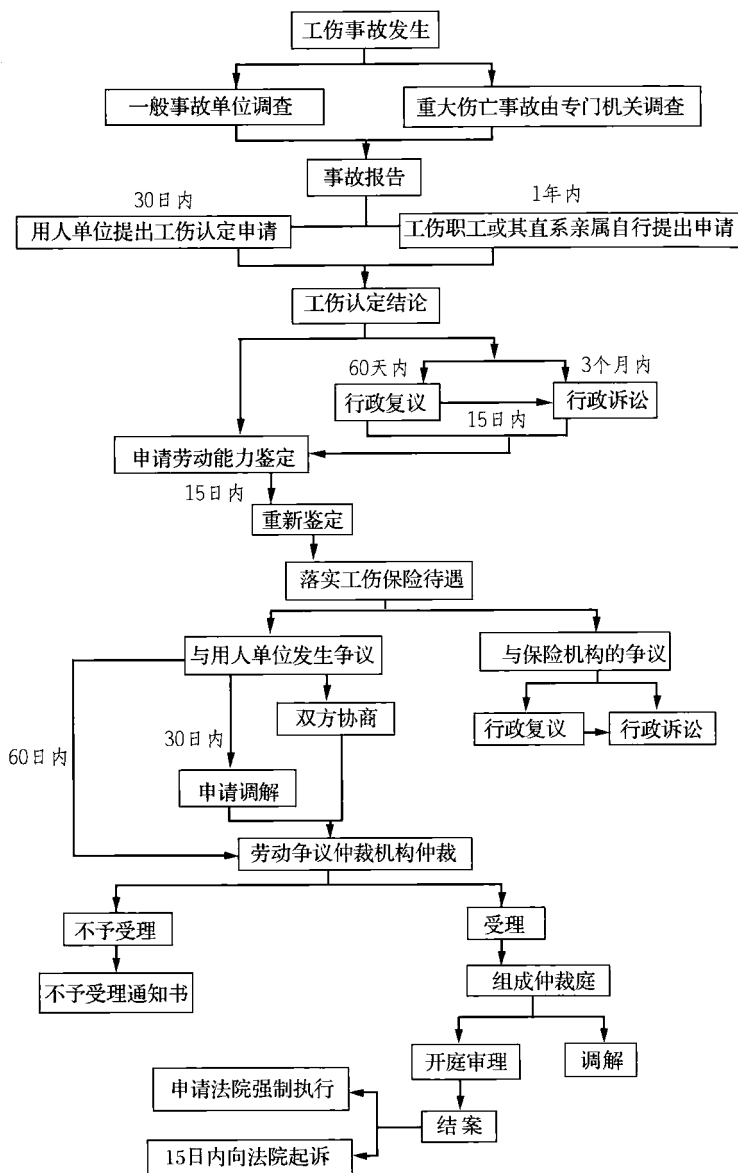 工伤事故发生
一般事故单位调查
重大伤亡事故由专门机关调查
事故报告
30日内
1年内
用人单位提出工伤认定申请
工伤职工或其直系亲属自行提出申请
工伤认定结论
60天内
3个月内
行政复议
行政诉讼
15日内
申请劳动能力鉴定
15日内
重新鉴定
落实工伤保险待遇
与用人单位发生争议
与保险机构的争议
双方协商
行政复议
行政诉讼
30日内
60日内
申请调解
劳动争议仲裁机构仲裁
不予受理
受理
不予受理通知书
组成仲裁庭
开庭审理
调解
申请法院强制执行
结案
15日内向法院起诉